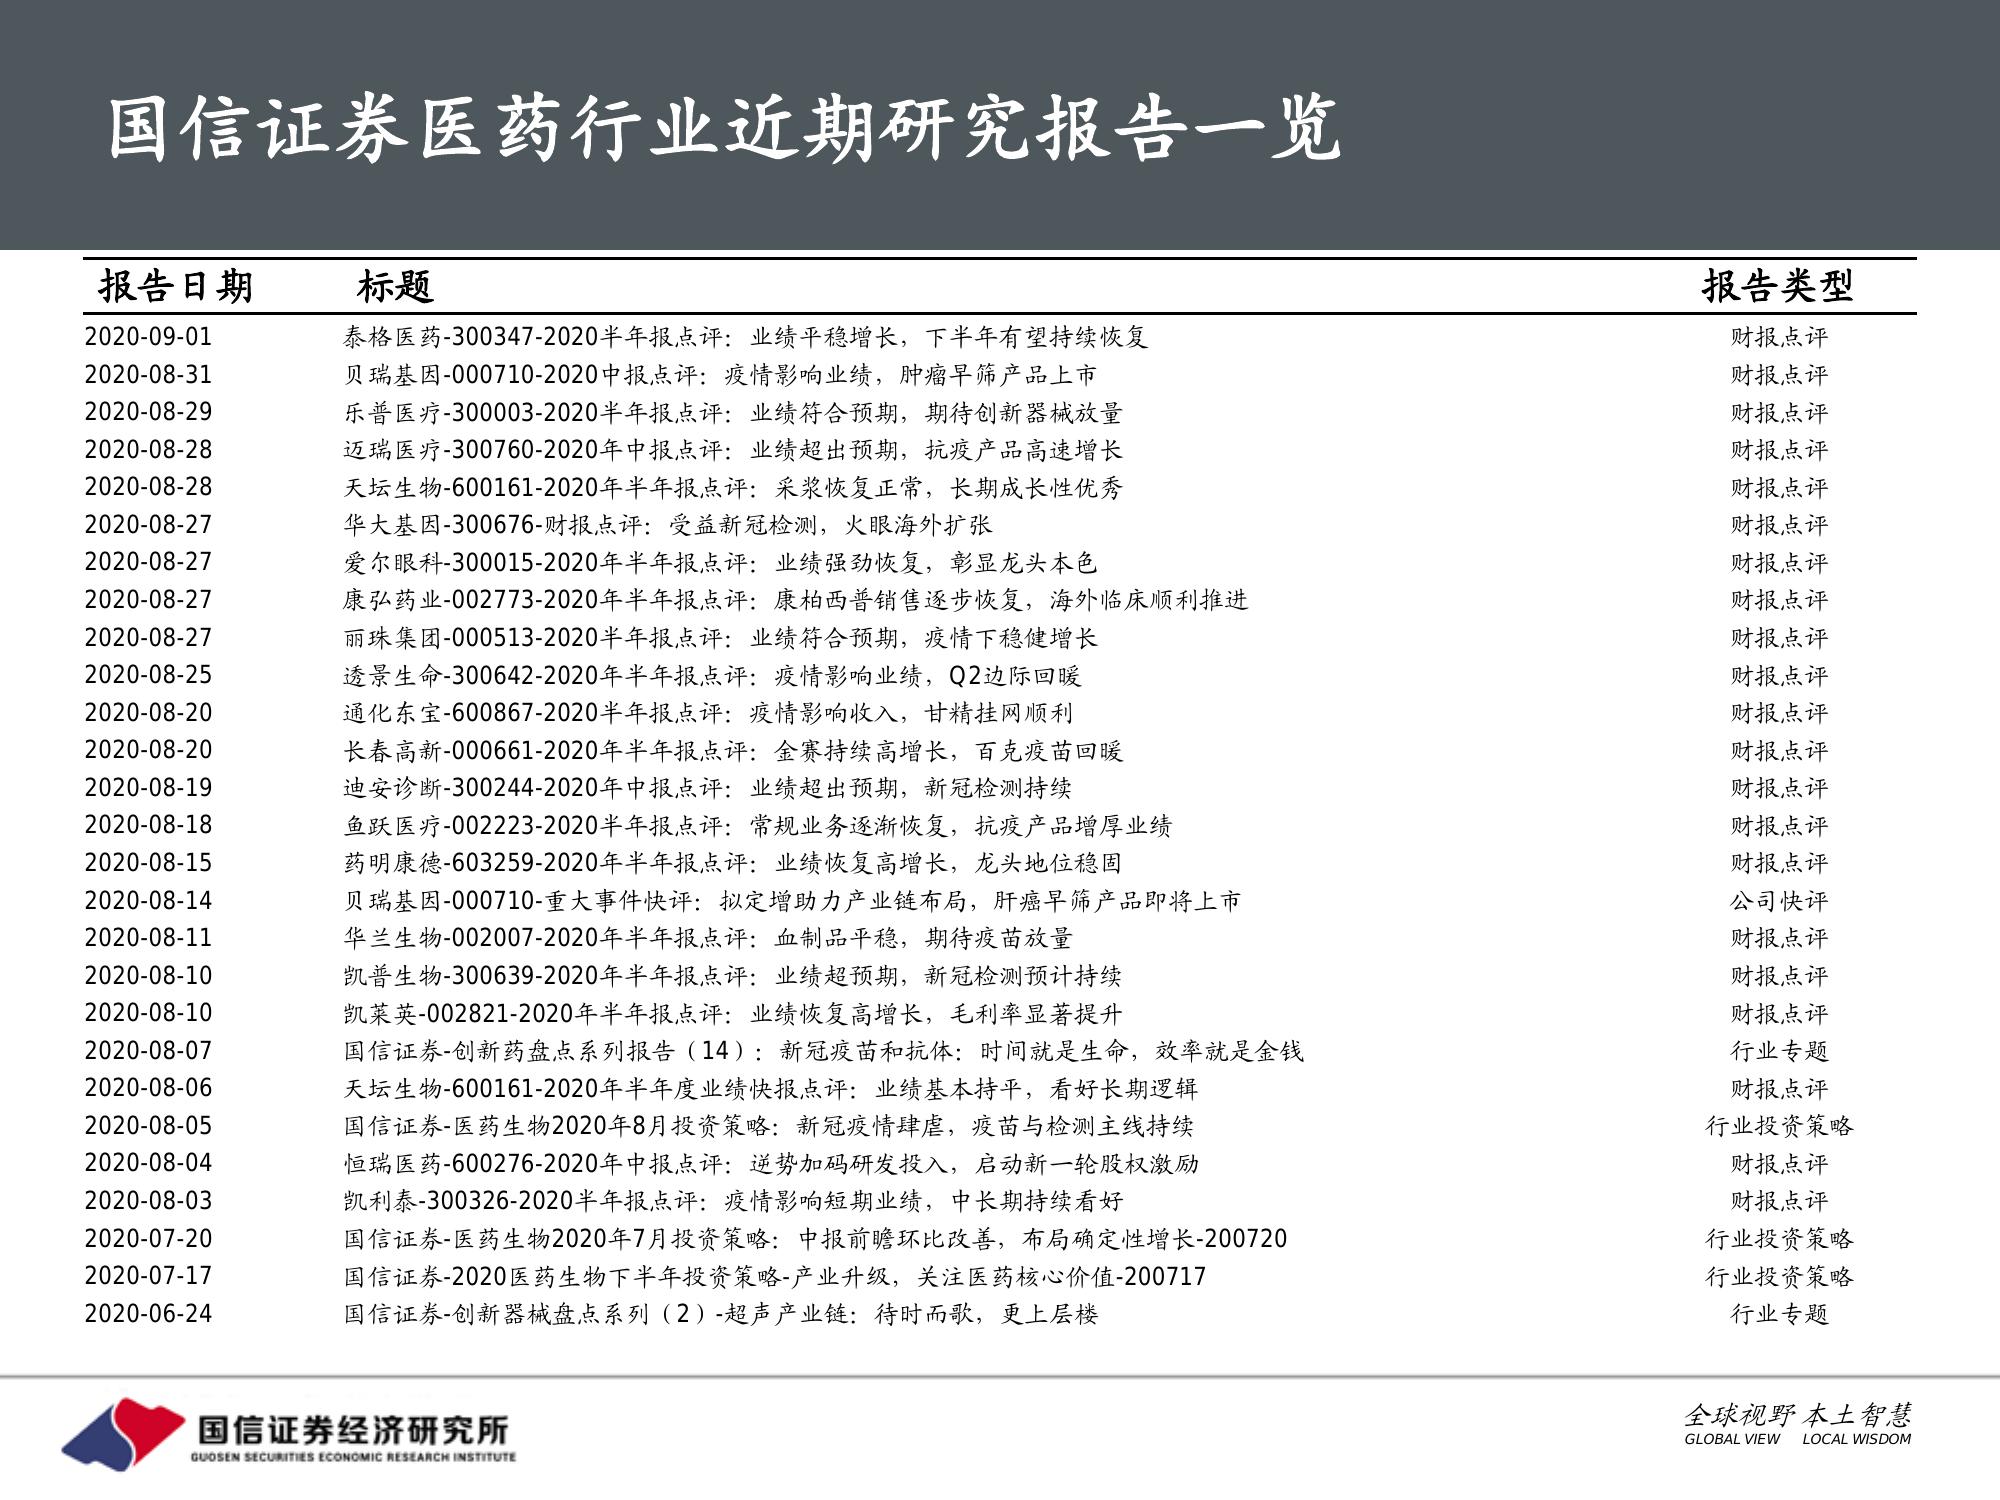 国信证券医药行业近期研究报告一览
报告日期 标题 报告类型
2020-09-01 泰格医药-300347-2020半年报点评：业绩平稳增长，下半年有望持续恢复 财报点评
2020-08-31 贝瑞基因-000710-2020中报点评：疫情影响业绩，肿瘤早筛产品上市 财报点评
2020-08-29 乐普医疗-300003-2020半年报点评：业绩符合预期，期待创新器械放量 财报点评
2020-08-28 迈瑞医疗-300760-2020年中报点评：业绩超出预期，抗疫产品高速增长 财报点评
2020-08-28 天坛生物-600161-2020年半年报点评：采浆恢复正常，长期成长性优秀 财报点评
2020-08-27 华大基因-300676-财报点评：受益新冠检测，火眼海外扩张 财报点评
2020-08-27 爱尔眼科-300015-2020年半年报点评：业绩强劲恢复，彰显龙头本色 财报点评
2020-08-27 康弘药业-002773-2020年半年报点评：康柏西普销售逐步恢复，海外临床顺利推进 财报点评
2020-08-27 丽珠集团-000513-2020半年报点评：业绩符合预期，疫情下稳健增长 财报点评
2020-08-25 透景生命-300642-2020年半年报点评：疫情影响业绩，Q2边际回暖 财报点评
2020-08-20 通化东宝-600867-2020半年报点评：疫情影响收入，甘精挂网顺利 财报点评
2020-08-20 长春高新-000661-2020年半年报点评：金赛持续高增长，百克疫苗回暖 财报点评
2020-08-19 迪安诊断-300244-2020年中报点评：业绩超出预期，新冠检测持续 财报点评
2020-08-18 鱼跃医疗-002223-2020半年报点评：常规业务逐渐恢复，抗疫产品增厚业绩 财报点评
2020-08-15 药明康德-603259-2020年半年报点评：业绩恢复高增长，龙头地位稳固 财报点评
2020-08-14 贝瑞基因-000710-重大事件快评：拟定增助力产业链布局，肝癌早筛产品即将上市 公司快评
2020-08-11 华兰生物-002007-2020年半年报点评：血制品平稳，期待疫苗放量 财报点评
2020-08-10 凯普生物-300639-2020年半年报点评：业绩超预期，新冠检测预计持续 财报点评
2020-08-10 凯莱英-002821-2020年半年报点评：业绩恢复高增长，毛利率显著提升 财报点评
2020-08-07 国信证券-创新药盘点系列报告（14）：新冠疫苗和抗体：时间就是生命，效率就是金钱 行业专题
2020-08-06 天坛生物-600161-2020年半年度业绩快报点评：业绩基本持平，看好长期逻辑 财报点评
2020-08-05 国信证券-医药生物2020年8月投资策略：新冠疫情肆虐，疫苗与检测主线持续 行业投资策略
2020-08-04 恒瑞医药-600276-2020年中报点评：逆势加码研发投入，启动新一轮股权激励 财报点评
2020-08-03 凯利泰-300326-2020半年报点评：疫情影响短期业绩，中长期持续看好 财报点评
2020-07-20 国信证券-医药生物2020年7月投资策略：中报前瞻环比改善，布局确定性增长-200720 行业投资策略
2020-07-17 国信证券-2020医药生物下半年投资策略-产业升级，关注医药核心价值-200717 行业投资策略
2020-06-24 国信证券-创新器械盘点系列（2）-超声产业链：待时而歌，更上层楼 行业专题
国信证券经济研究所
GUOSEN SECURITIES ECONOMIC RESEARCH INSTITUTE
全球视野 本土智慧
GLOBAL VIEW LOCAL WISDOM